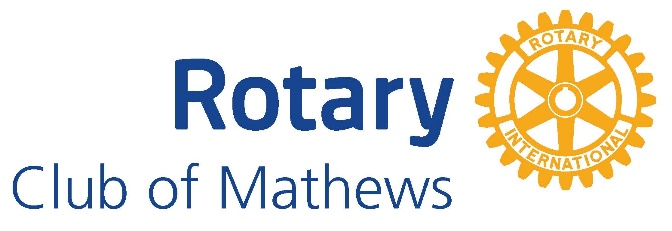 Rotary
Club of Mathews
ROTARY
INTERNATIONAL